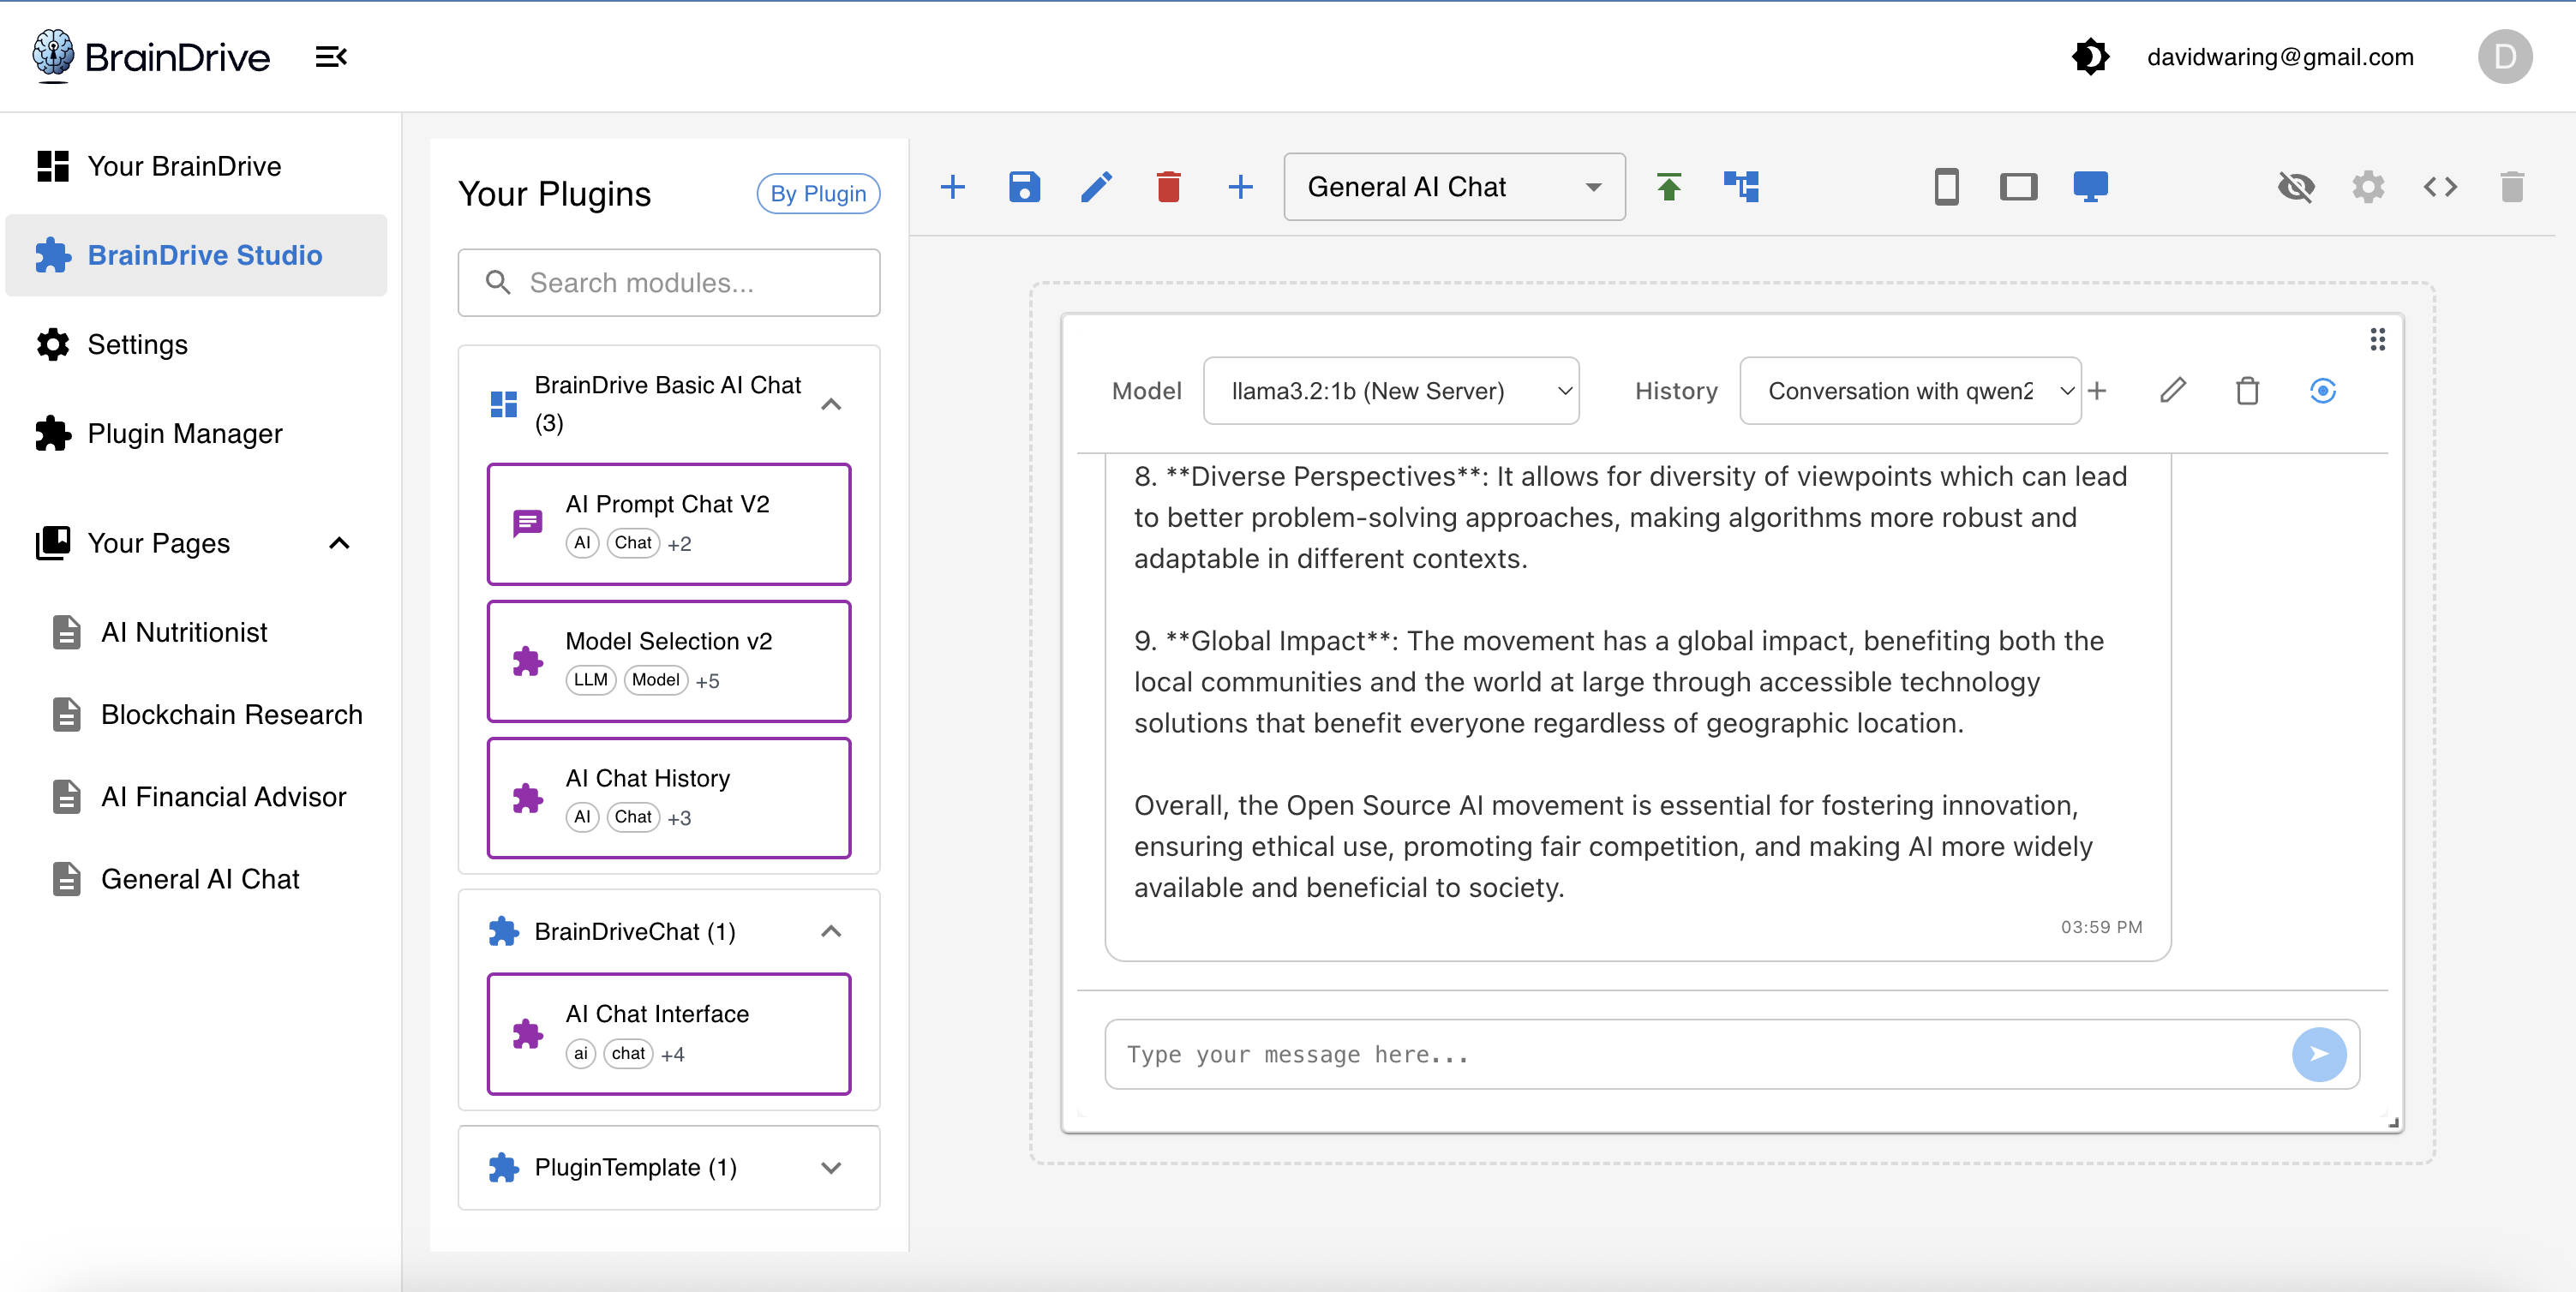 BrainDrive
davidwaring@gmail.com
D
Your BrainDrive
BrainDrive Studio
Settings
Plugin Manager
Your Pages
AI Nutritionist
Blockchain Research
AI Financial Advisor
General AI Chat
Your Plugins
By Plugin
Search modules...
BrainDrive Basic AI Chat
(3)
AI Prompt Chat V2
AI Chat +2
Model Selection v2
LLM Model +5
AI Chat History
AI Chat +3
BrainDriveChat (1)
AI Chat Interface
ai chat +4
PluginTemplate (1)
General AI Chat
Model llama3.2:1b (New Server) History Conversation with qwen2
8. **Diverse Perspectives**: It allows for diversity of viewpoints which can lead
to better problem-solving approaches, making algorithms more robust and
adaptable in different contexts.
9. **Global Impact**: The movement has a global impact, benefiting both the
local communities and the world at large through accessible technology
solutions that benefit everyone regardless of geographic location.
Overall, the Open Source AI movement is essential for fostering innovation,
ensuring ethical use, promoting fair competition, and making AI more widely
available and beneficial to society.
03:59 PM
Type your message here...